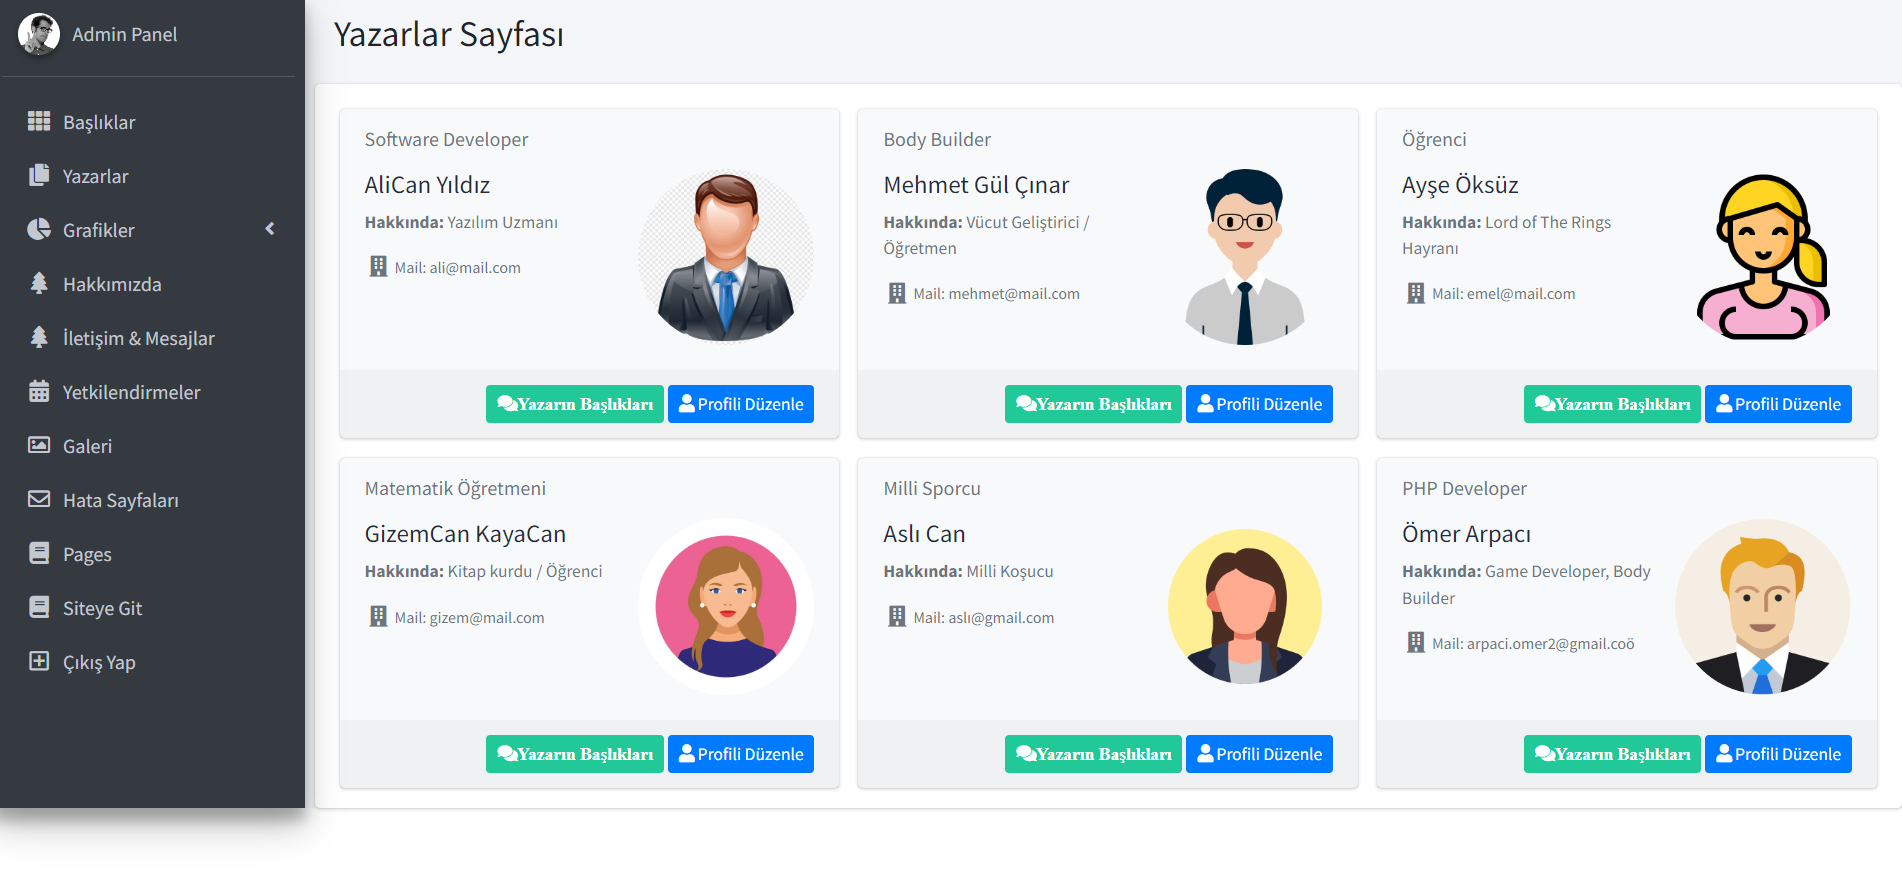 Admin Panel
Başlıklar
Yazarlar
Grafikler
Hakkımızda
İletişim & Mesajlar
Yetkilendirmeler
Galeri
Hata Sayfaları
Pages
Siteye Git
Çıkış Yap
Yazarlar Sayfası
Software Developer
AliCan Yıldız
Hakkında: Yazılım Uzmanı
Mail: ali@mail.com
Yazarın Başlıkları Profili Düzenle
Body Builder
Mehmet Gül Çınar
Hakkında: Vücut Geliştirici /
Öğretmen
Mail: mehmet@mail.com
Yazarın Başlıkları Profili Düzenle
Öğrenci
Ayşe Öksüz
Hakkında: Lord of The Rings
Hayranı
Mail: emel@mail.com
Yazarın Başlıkları Profili Düzenle
Matematik Öğretmeni
GizemCan KayaCan
Hakkında: Kitap kurdu / Öğrenci
Mail: gizem@mail.com
Yazarın Başlıkları Profili Düzenle
Milli Sporcu
Aslı Can
Hakkında: Milli Koşucu
Mail: aslı@gmail.com
Yazarın Başlıkları Profili Düzenle
PHP Developer
Ömer Arpacı
Hakkında: Game Developer, Body
Builder
Mail: arpaci.omer2@gmail.coö
Yazarın Başlıkları Profili Düzenle